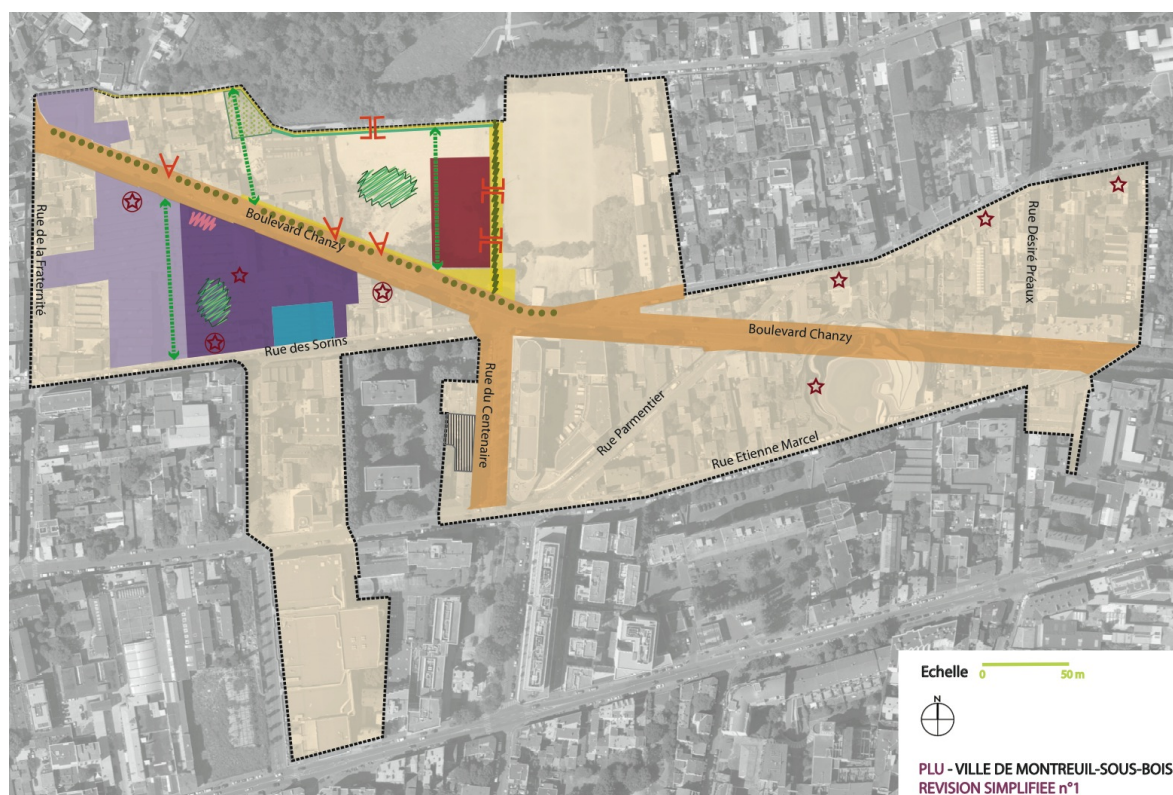 Boulevard Chanzy
Rue de la Fraternité
Rue des Sorins
Rue du Centenaire
Rue Parmentier
Rue Etienne Marcel
Boulevard Chanzy
Rue Désiré Préaux
Echelle 0 50 m
N
PLU - VILLE DE MONTREUIL-SOUS-BOIS
REVISION SIMPLIFIEE n°1